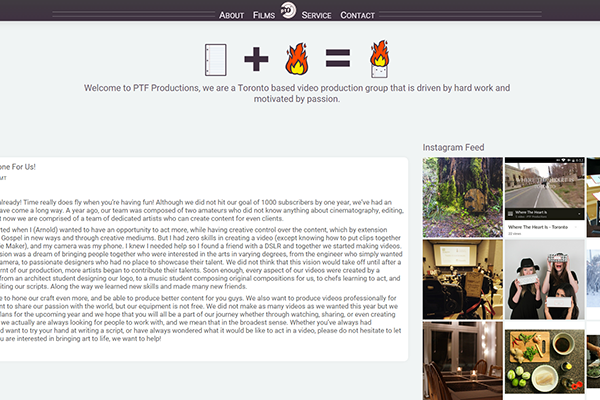 About Films PTF Service Contact
Welcome to PTF Productions, we are a Toronto based video production group that is driven by hard work and
motivated by passion.
Instagram Feed
one For Us!
GMT
already! Time really does fly when you're having fun! Although we did not hit our goal of 1000 subscribers by one year, we've had an
ave come a long way. A year ago, our team was composed of two amateurs who did not know anything about cinematography, editing,
t now we are comprised of a team of dedicated artists who can create content for even clients.
rted when I (Arnold) wanted to have an opportunity to act more, while having creative control over the content, which by extension
Gospel in new ways and through creative mediums. But I had zero skills in creating a video (except knowing how to put clips together
e Maker), and my camera was my phone. I knew I needed help so I found a friend with a DSLR and together we started making videos.
sion was a dream of bringing people together who were interested in the arts in varying degrees, from the engineer who simply wanted
amera, to passionate designers who had no place to showcase their talent. We did not think that this vision would take off until after a
rnt of our production, more artists began to contribute their talents. Soon enough, every aspect of our videos were created by a
from an architect student designing our logo, to a music student composing original compositions for us, to chefs learning to act, and
iting our scripts. Along the way we learned new skills and made many new friends.
e to hone our craft even more, and be able to produce better content for you guys. We also want to produce videos professionally for
nt to share our passion with the world, but our equipment is not free. We did not make as many videos as we wanted this year but we
plans for the upcoming year and we hope that you will all be a part of our journey whether through watching, sharing, or even creating
we actually are always looking for people to work with, and we mean that in the broadest sense. Whether you've always had
d want to try your hand at writing a script, or have always wondered what it would be like to act in a video, please do not hesitate to let
ou are interested in bringing art to life, we want to help!
Where The Heart Is
Where The Heart Is - Toronto